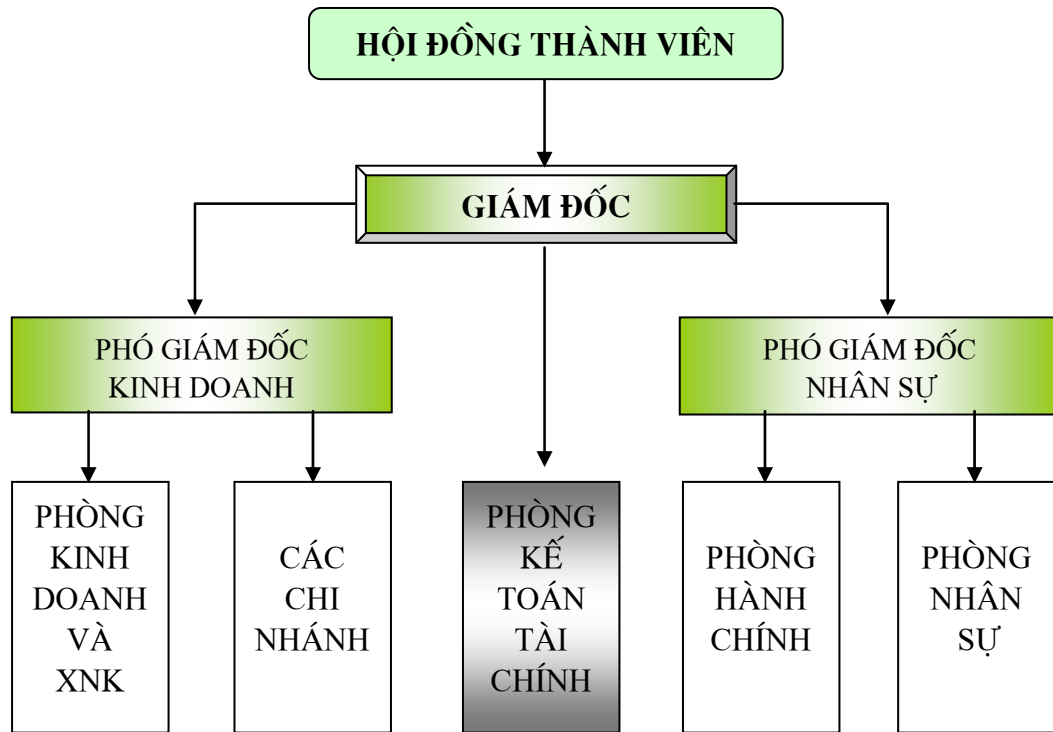 HỘI ĐỒNG THÀNH VIÊN
GIÁM ĐỐC
PHÓ GIÁM ĐỐC
KINH DOANH
PHÓ GIÁM ĐỐC
NHÂN SỰ
PHÒNG
KINH
DOANH
VÀ
XNK
CÁC
CHI
NHÁNH
PHÒNG
KẾ
TOÁN
TÀI
CHÍNH
PHÒNG
HÀNH
CHÍNH
PHÒNG
NHÂN
SỰ